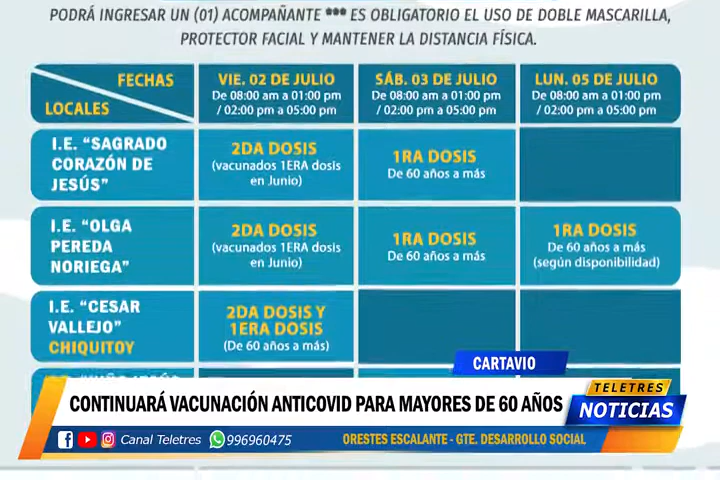 PODRÁ INGRESAR UN (01) ACOMPAÑANTE *** ES OBLIGATORIO EL USO DE DOBLE MASCARILLA,
PROTECTOR FACIAL Y MANTENER LA DISTANCIA FÍSICA.
FECHAS
LOCALES
VIE. 02 DE JULIO
De 08:00 am a 01:00 pm
/ 02:00 pm a 05:00 pm
SÁB. 03 DE JULIO
De 08:00 am a 01:00 pm
/ 02:00 pm a 05:00 pm
LUN. 05 DE JULIO
De 08:00 am a 01:00 pm
/ 02:00 pm a 05:00 pm
I.E. “SAGRADO
CORAZÓN DE
JESÚS”
2DA DOSIS
(vacunados 1ERA dosis
en Junio)
1RA DOSIS
De 60 años a más
I.E. “OLGA
PEREDA
NORIEGA”
2DA DOSIS
(vacunados 1ERA dosis
en Junio)
1RA DOSIS
De 60 años a más
1RA DOSIS
De 60 años a más
(según disponibilidad)
I.E. “CESAR
VALLEJO”
CHIQUITOY
2DA DOSIS Y
1ERA DOSIS
(De 60 años a más)
CARTAVIO
CONTINUARÁ VACUNACIÓN ANTICOVID PARA MAYORES DE 60 AÑOS
TELETRES
NOTICIAS
Canal Teletres
996960475
ORESTES ESCALANTE - GTE. DESARROLLO SOCIAL